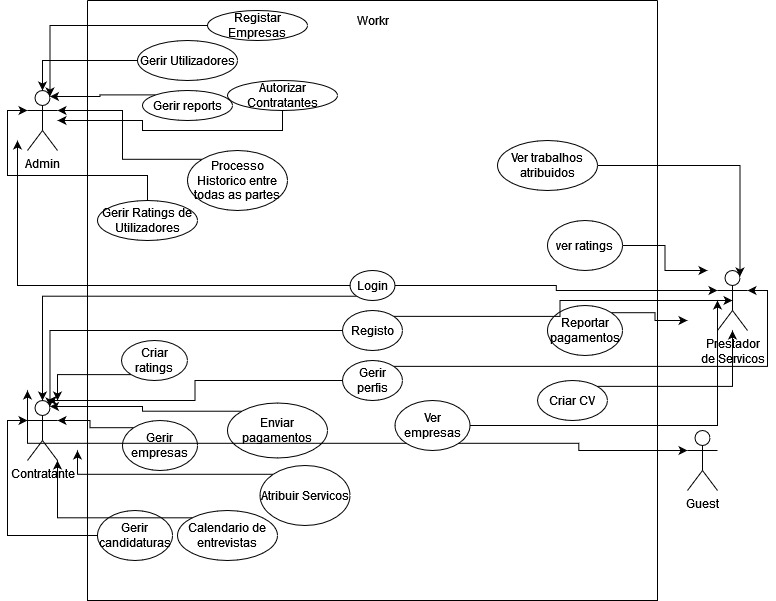 Workr
Registar
Empresas
Gerir Utilizadores
Gerir reports
Autorizar
Contratantes
Admin
Processo
Historico entre
todas as partes
Gerir Ratings de
Utilizadores
Ver trabalhos
atribuidos
ver ratings
Login
Registo
Reportar
pagamentos
Prestador
de Servicos
Criar
ratings
Gerir
perfis
Criar CV
Enviar
pagamentos
Ver
empresas
Gerir
empresas
Contratante
Atribuir Servicos
Guest
Gerir
candidaturas
Calendario de
entrevistas